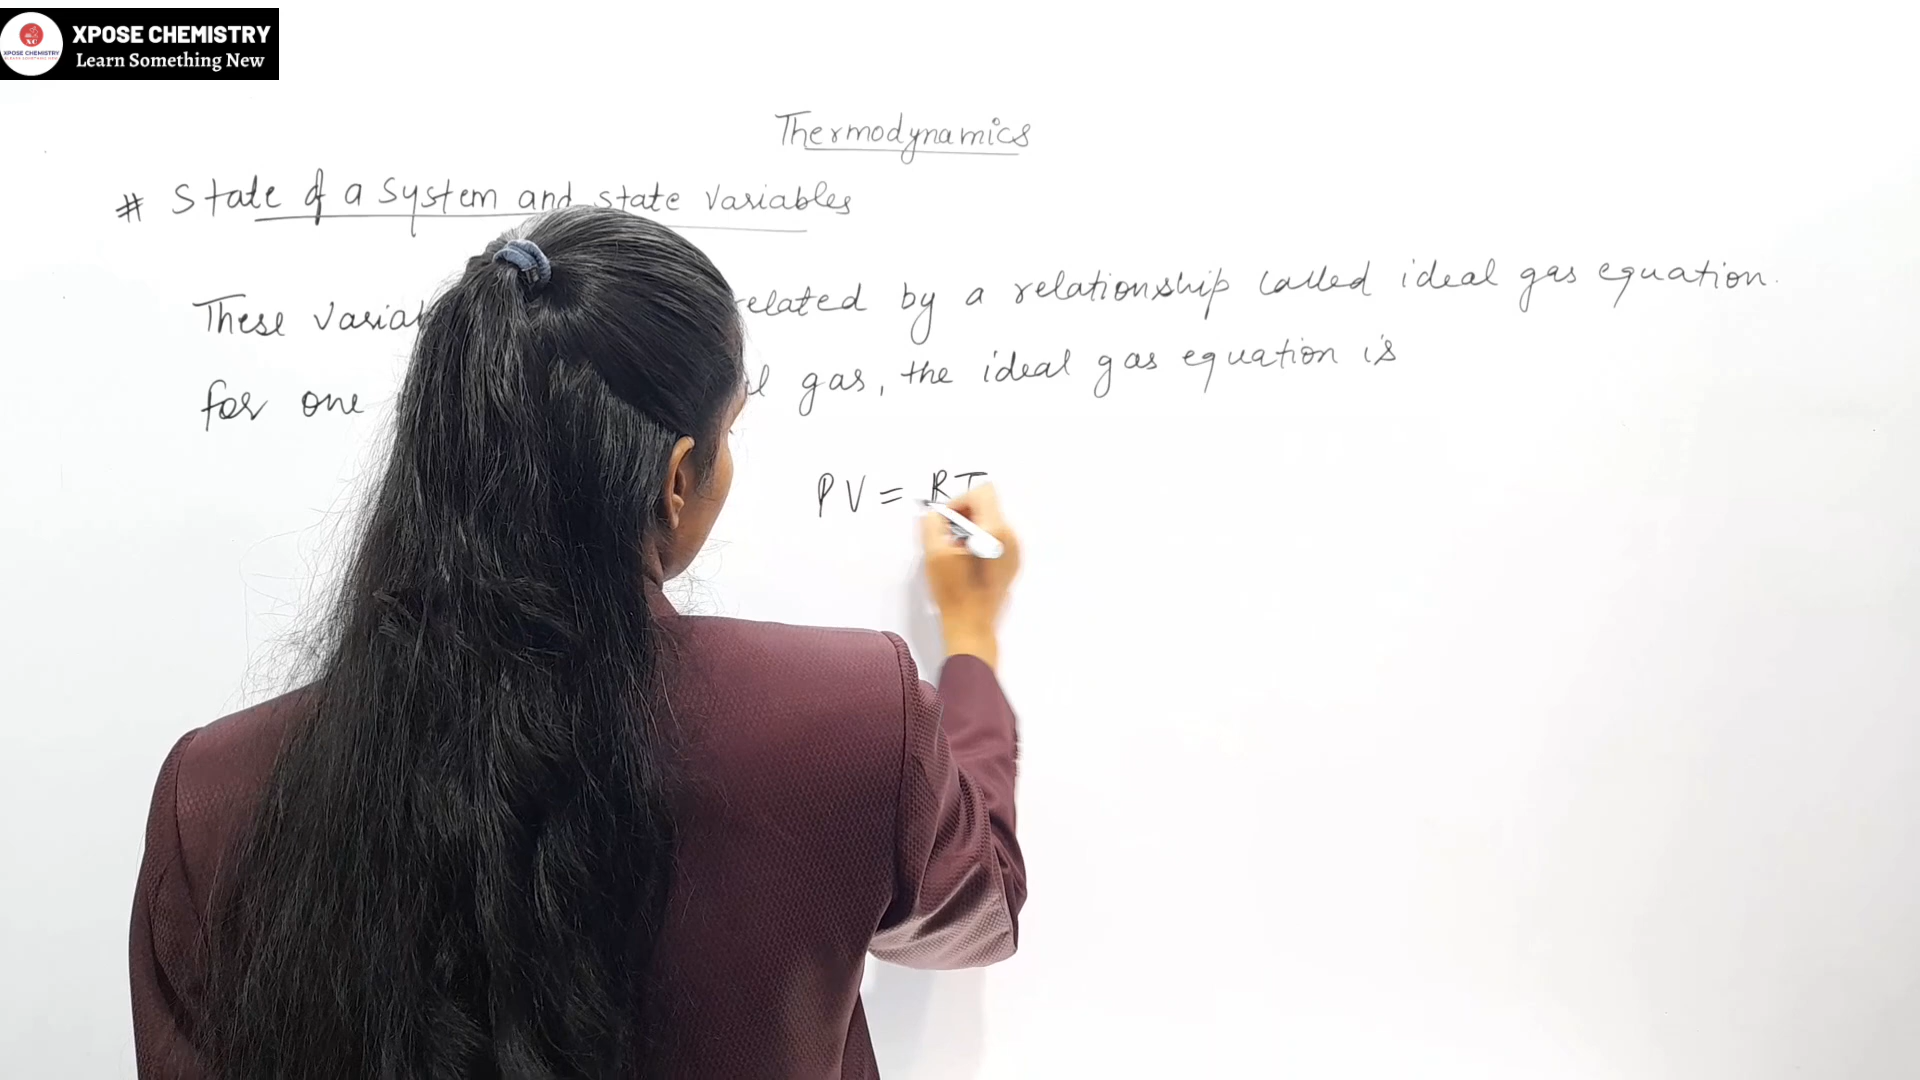 XPOSE CHEMISTRY
Learn Something New
Thermodynamics
# State of a system and state variables
These related by a relationship called ideal gas equation.
for one gas, the ideal gas equation is
PV = RT